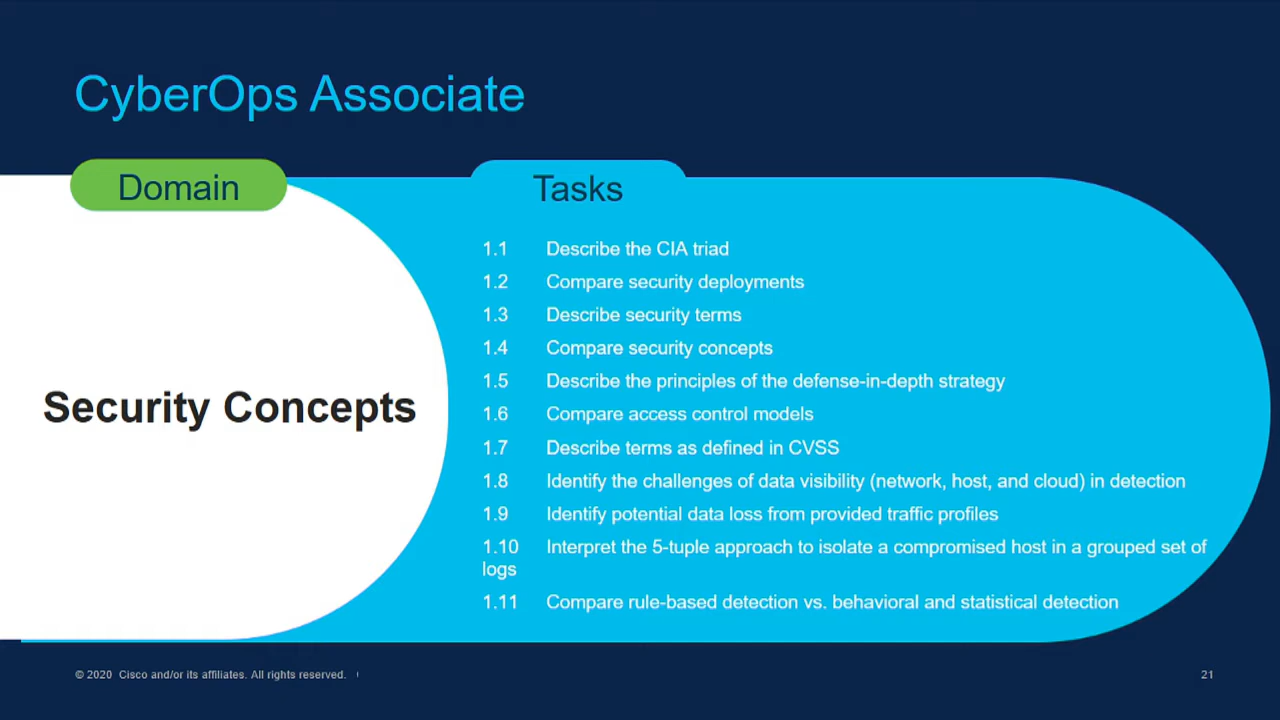 CyberOps Associate
Domain
Tasks
Security Concepts
1.1 Describe the CIA triad
1.2 Compare security deployments
1.3 Describe security terms
1.4 Compare security concepts
1.5 Describe the principles of the defense-in-depth strategy
1.6 Compare access control models
1.7 Describe terms as defined in CVSS
1.8 Identify the challenges of data visibility (network, host, and cloud) in detection
1.9 Identify potential data loss from provided traffic profiles
1.10 Interpret the 5-tuple approach to isolate a compromised host in a grouped set of
logs
1.11 Compare rule-based detection vs. behavioral and statistical detection
© 2020 Cisco and/or its affiliates. All rights reserved.
21